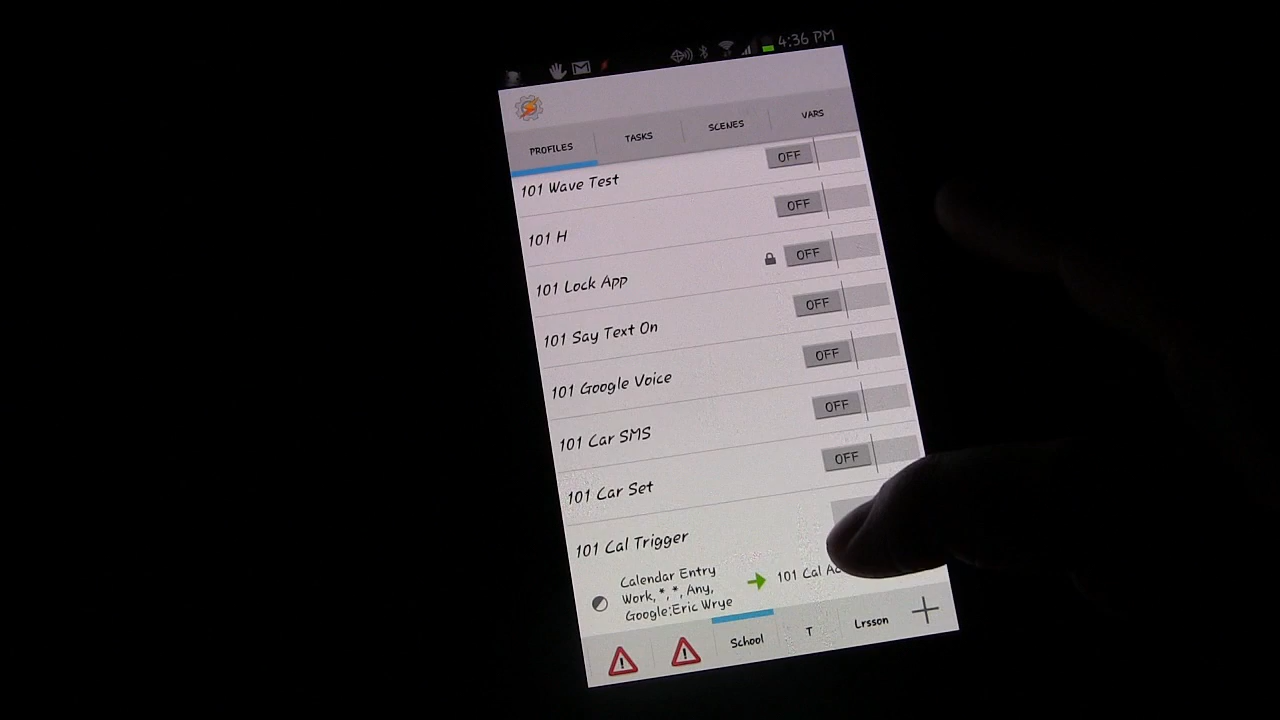 4:36 PM
PROFILES
TASKS
SCENES
VARS
OFF
101 Wave Test
OFF
101 H
OFF
101 Lock App
OFF
101 Say Text On
OFF
101 Google Voice
OFF
101 Car SMS
OFF
101 Car Set
101 Cal Trigger
Calendar Entry
Work, *,*, Any,
Google:Eric Wrye
101 Cal
School
T
Lrsson